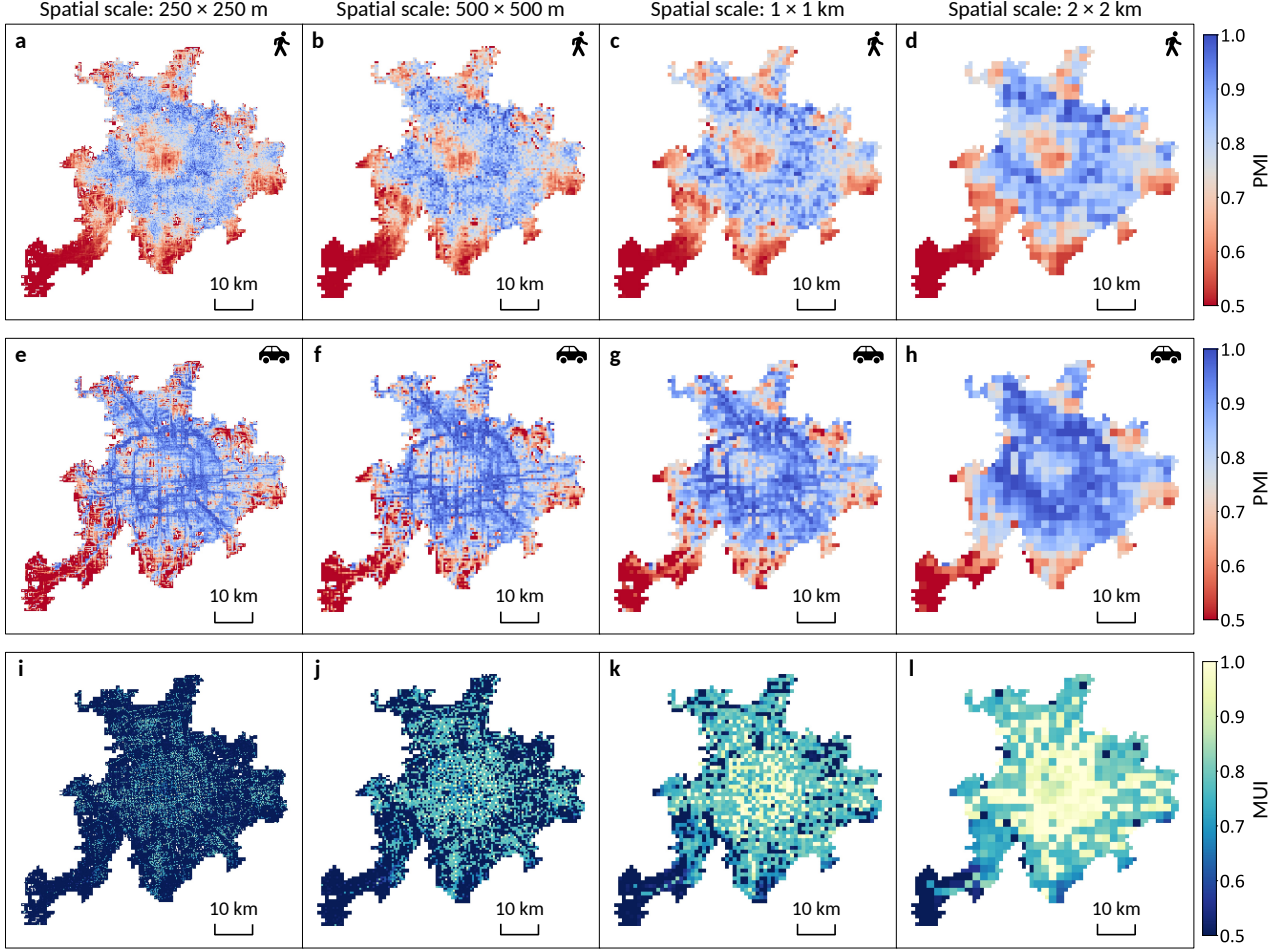 Spatial scale: 250 × 250 m
Spatial scale: 500 × 500 m
Spatial scale: 1 × 1 km
Spatial scale: 2 × 2 km
a
b
c
d
10 km
10 km
10 km
10 km
1.0
0.9
0.8
0.7
0.6
0.5
PMI
e
f
g
h
10 km
10 km
10 km
10 km
1.0
0.9
0.8
0.7
0.6
0.5
PMI
i
j
k
l
10 km
10 km
10 km
10 km
1.0
0.9
0.8
0.7
0.6
0.5
MUI